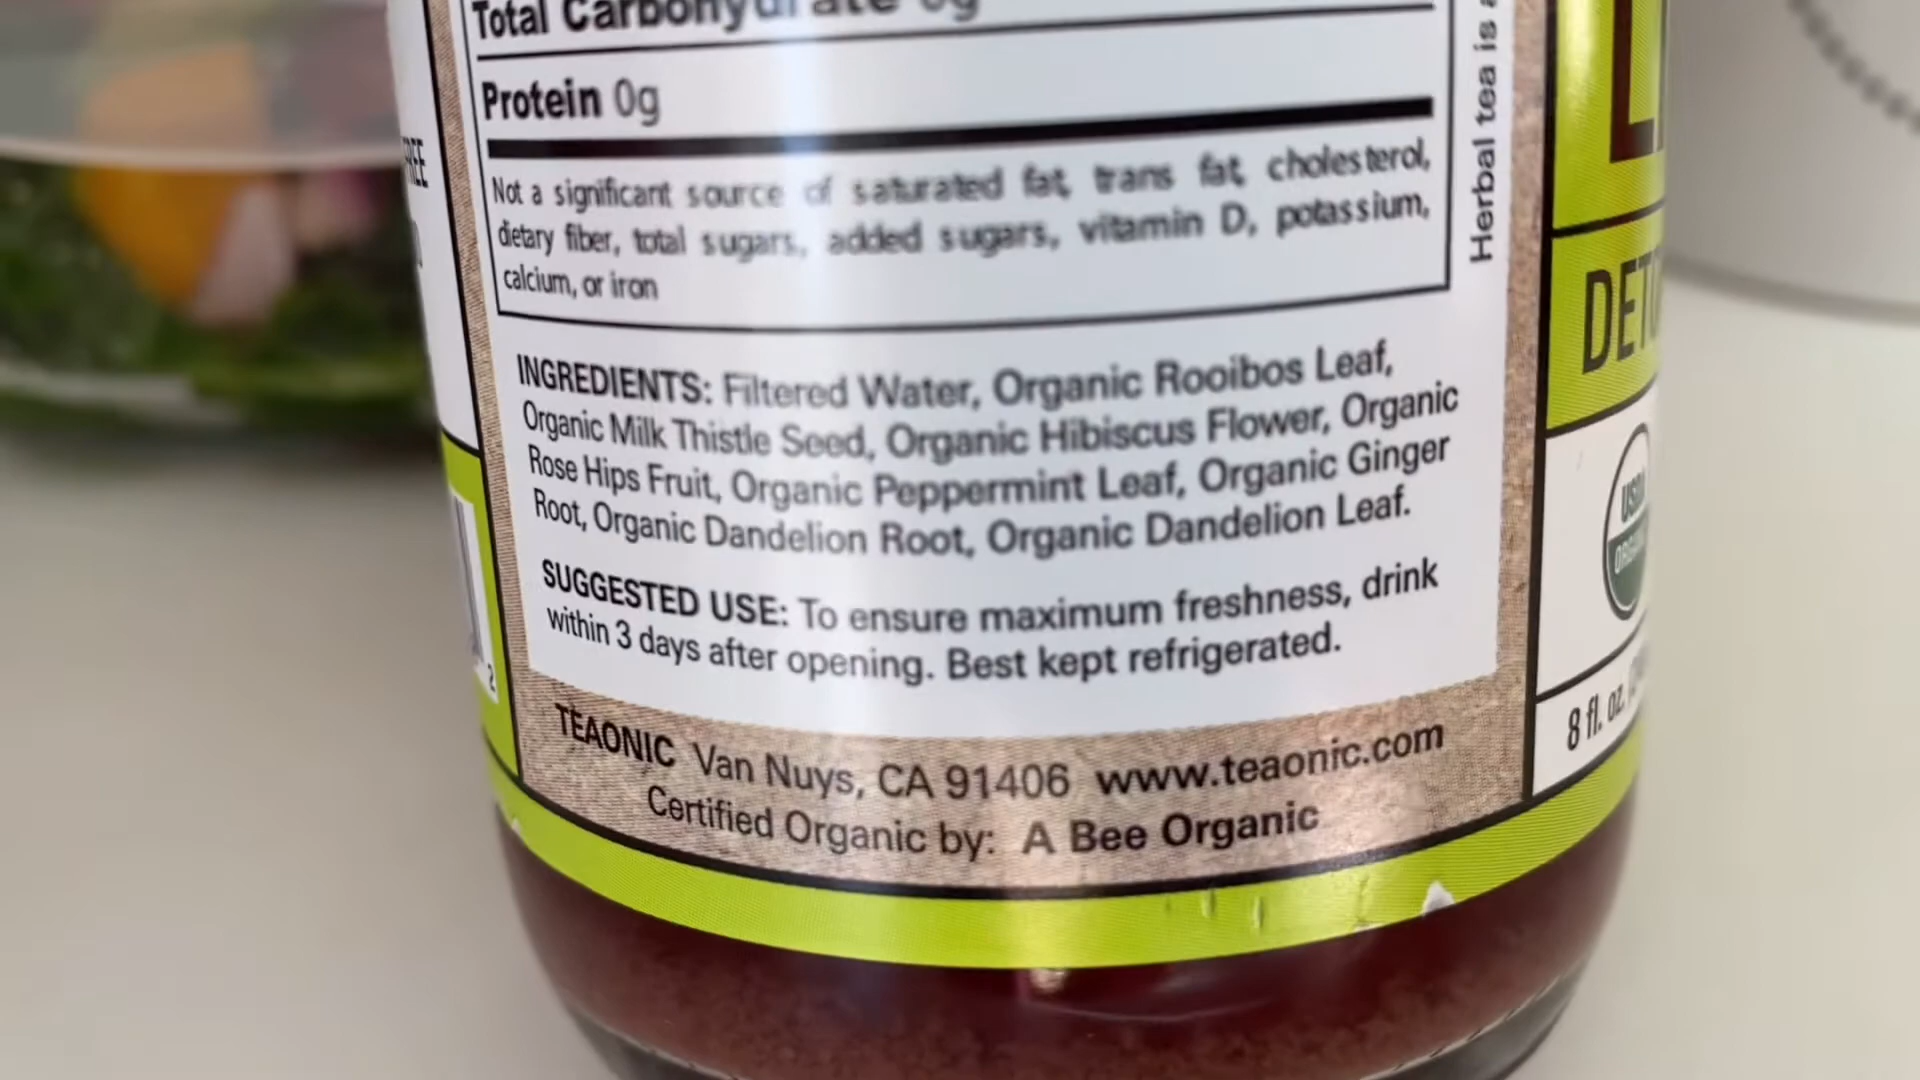 Total Carbohydrate 0g
Protein 0g
Not a significant source of saturated fat, trans fat, cholesterol,
dietary fiber, total sugars, added sugars, vitamin D, potassium,
calcium, or iron
INGREDIENTS: Filtered Water, Organic Rooibos Leaf,
Organic Milk Thistle Seed, Organic Hibiscus Flower, Organic
Rose Hips Fruit, Organic Peppermint Leaf, Organic Ginger
Root, Organic Dandelion Root, Organic Dandelion Leaf.
SUGGESTED USE: To ensure maximum freshness, drink
within 3 days after opening. Best kept refrigerated.
TEAONIC Van Nuys, CA 91406 www.teaonic.com
Certified Organic by: A Bee Organic
Herbal tea is
2
DETO
USDA
ORGANIC
8 fl. oz.